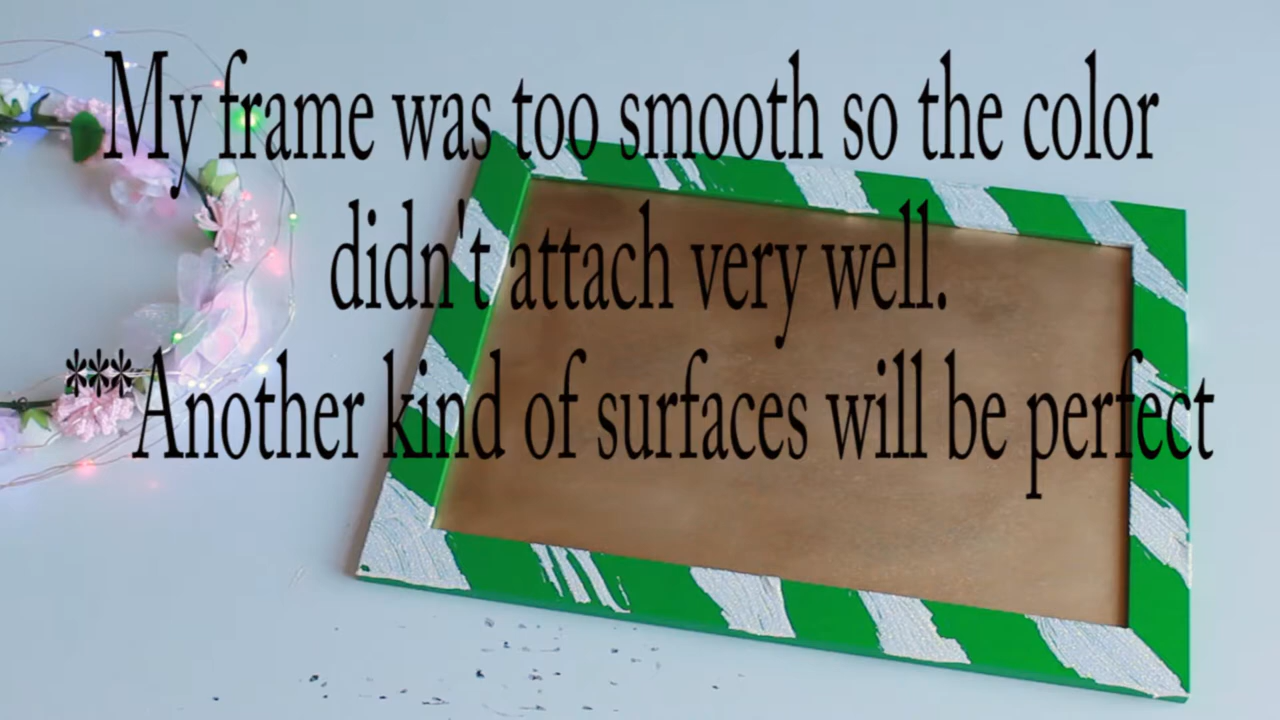 My frame was too smooth so the color
didn't attach very well.
***Another kind of surfaces will be perfect